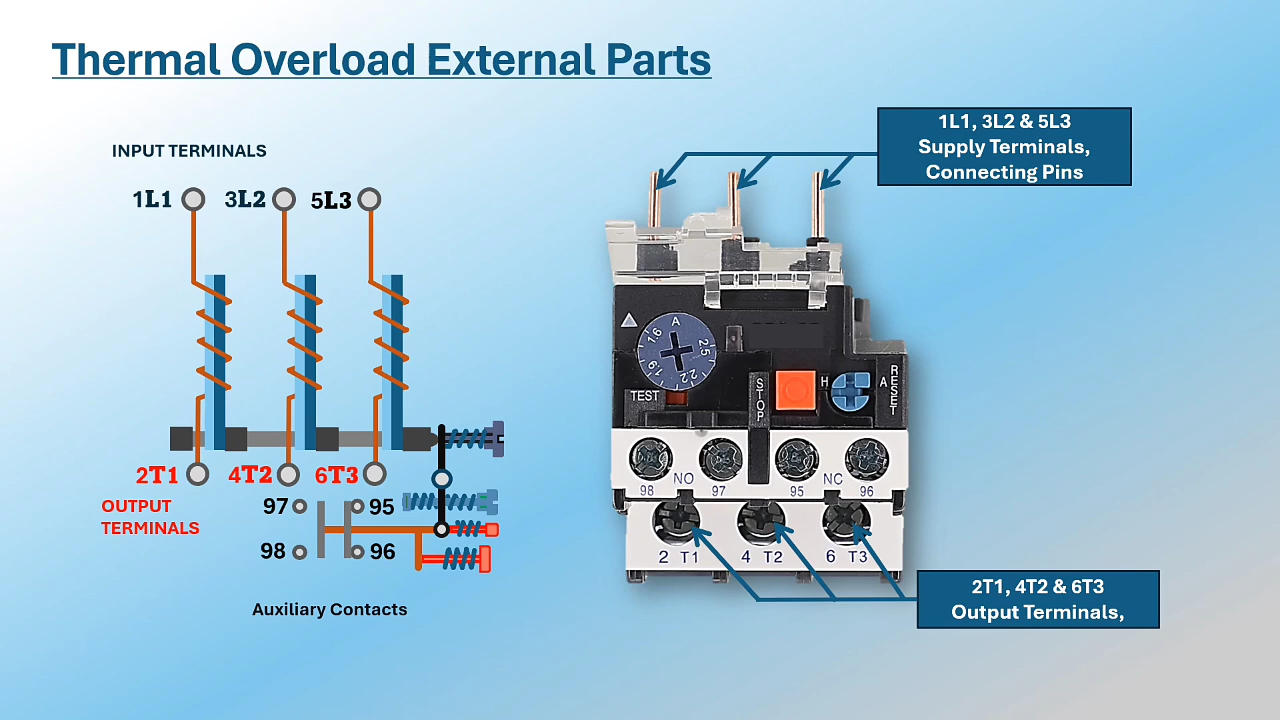 Thermal Overload External Parts
INPUT TERMINALS
1L1
3L2
5L3
2T1
4T2
6T3
OUTPUT
TERMINALS
97
95
98
96
Auxiliary Contacts
1L1, 3L2 & 5L3
Supply Terminals,
Connecting Pins
A
1.6
2.5
1.9
2.2
TEST
STOP
H
A
RESET
98
NO
97
95
NC
96
2 T1
4 T2
6 T3
2T1, 4T2 & 6T3
Output Terminals,